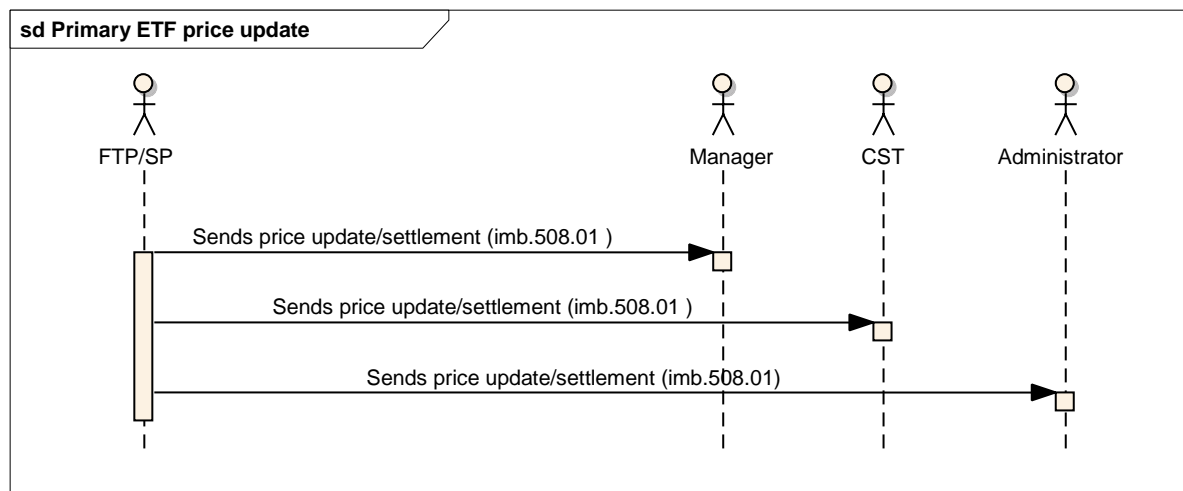 sd Primary ETF price update
FTP/SP
Manager
CST
Administrator
Sends price update/settlement (imb.508.01 )
Sends price update/settlement (imb.508.01 )
Sends price update/settlement (imb.508.01)